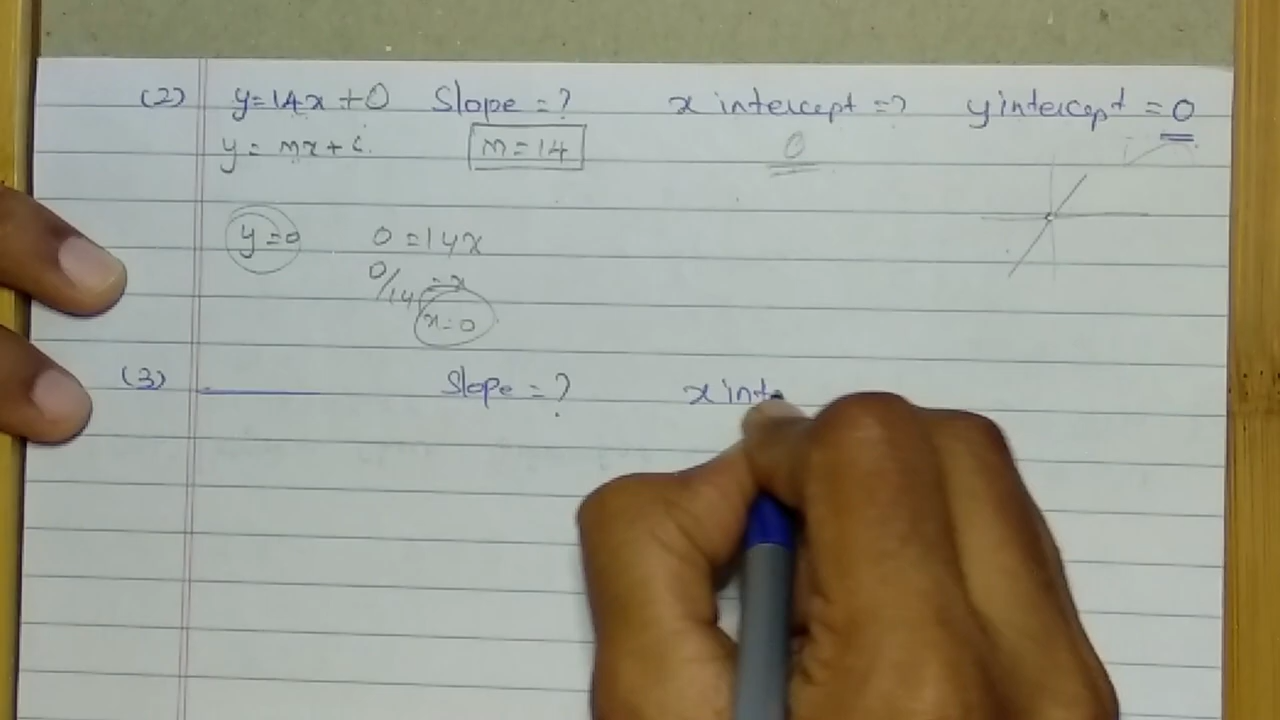 (2) y=14x+0 Slope = ? x intercept = ? y intercept = 0
y = mx+c. m = 14 0
y=0 0 = 14x
0/14 = x
x=0
(3) Slope = ? x inte